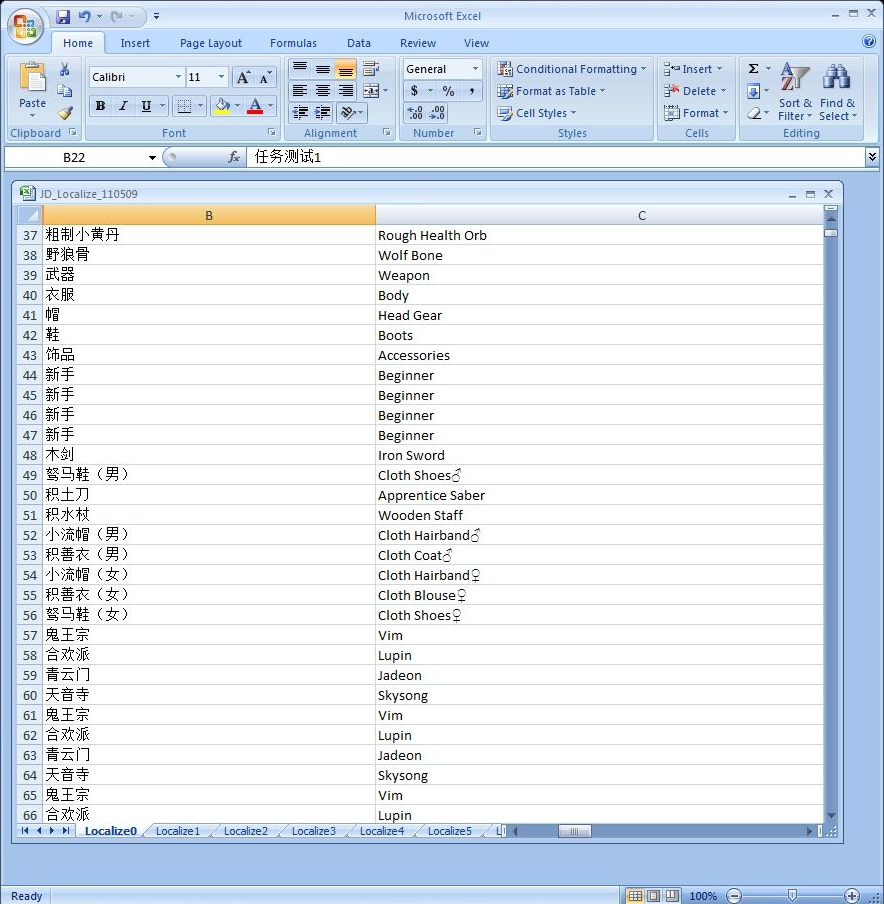 Microsoft Excel
Home Insert Page Layout Formulas Data Review View
Calibri 11 A A General Conditional Formatting Insert Σ
Paste $ % , Format as Table Delete Sort & Find &
B I U A .00 .0 Cell Styles Format Filter Select
Clipboard Font Alignment Number Styles Cells Editing
B22 fx 任务测试1
JD_Localize_110509
B C
37 粗制小黄丹 Rough Health Orb
38 野狼骨 Wolf Bone
39 武器 Weapon
40 衣服 Body
41 帽 Head Gear
42 鞋 Boots
43 饰品 Accessories
44 新手 Beginner
45 新手 Beginner
46 新手 Beginner
47 新手 Beginner
48 木剑 Iron Sword
49 驽马鞋（男） Cloth Shoes♂
50 积土刀 Apprentice Saber
51 积水杖 Wooden Staff
52 小流帽（男） Cloth Hairband♂
53 积善衣（男） Cloth Coat♂
54 小流帽（女） Cloth Hairband♀
55 积善衣（女） Cloth Blouse♀
56 驽马鞋（女） Cloth Shoes♀
57 鬼王宗 Vim
58 合欢派 Lupin
59 青云门 Jadeon
60 天音寺 Skysong
61 鬼王宗 Vim
62 合欢派 Lupin
63 青云门 Jadeon
64 天音寺 Skysong
65 鬼王宗 Vim
66 合欢派 Lupin
Localize0 Localize1 Localize2 Localize3 Localize4 Localize5
Ready 100%